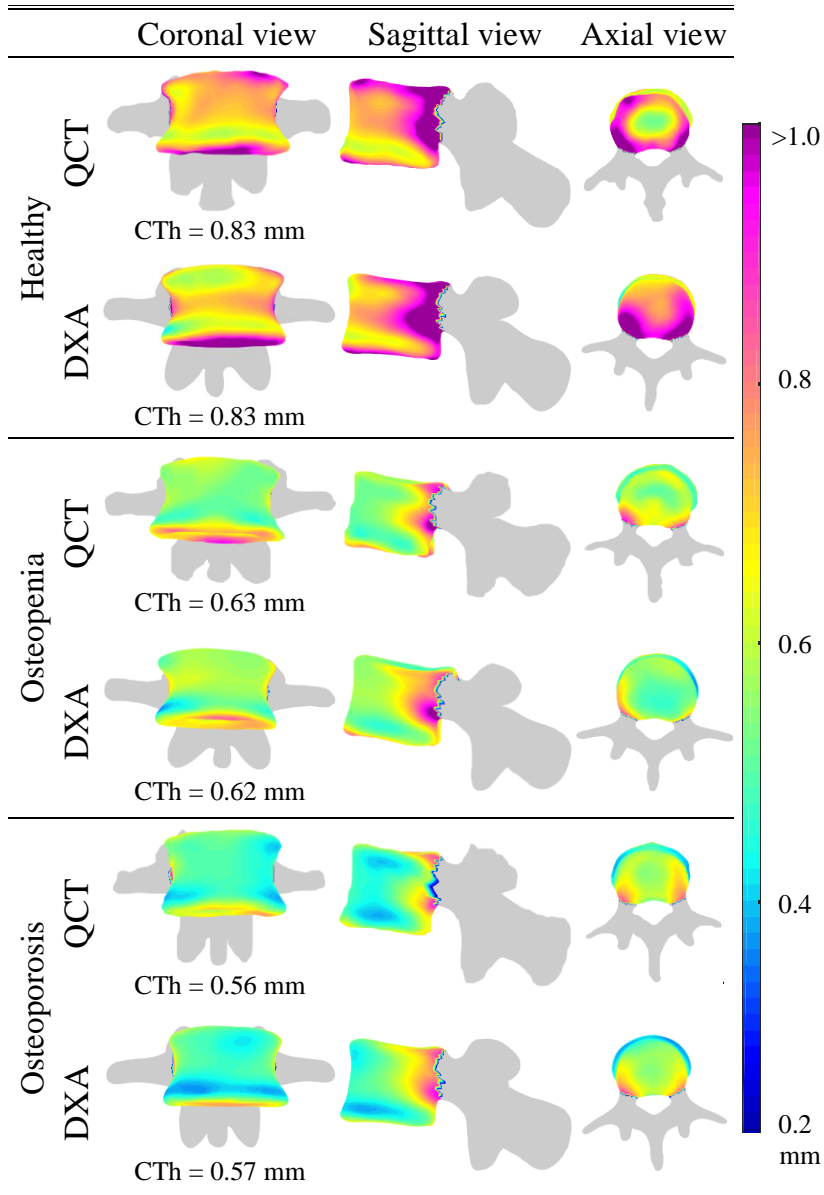 Coronal view Sagittal view Axial view
Healthy
QCT
CTh = 0.83 mm
DXA
CTh = 0.83 mm
Osteopenia
QCT
CTh = 0.63 mm
DXA
CTh = 0.62 mm
Osteoporosis
QCT
CTh = 0.56 mm
DXA
CTh = 0.57 mm
>1.0
0.8
0.6
0.4
0.2
mm